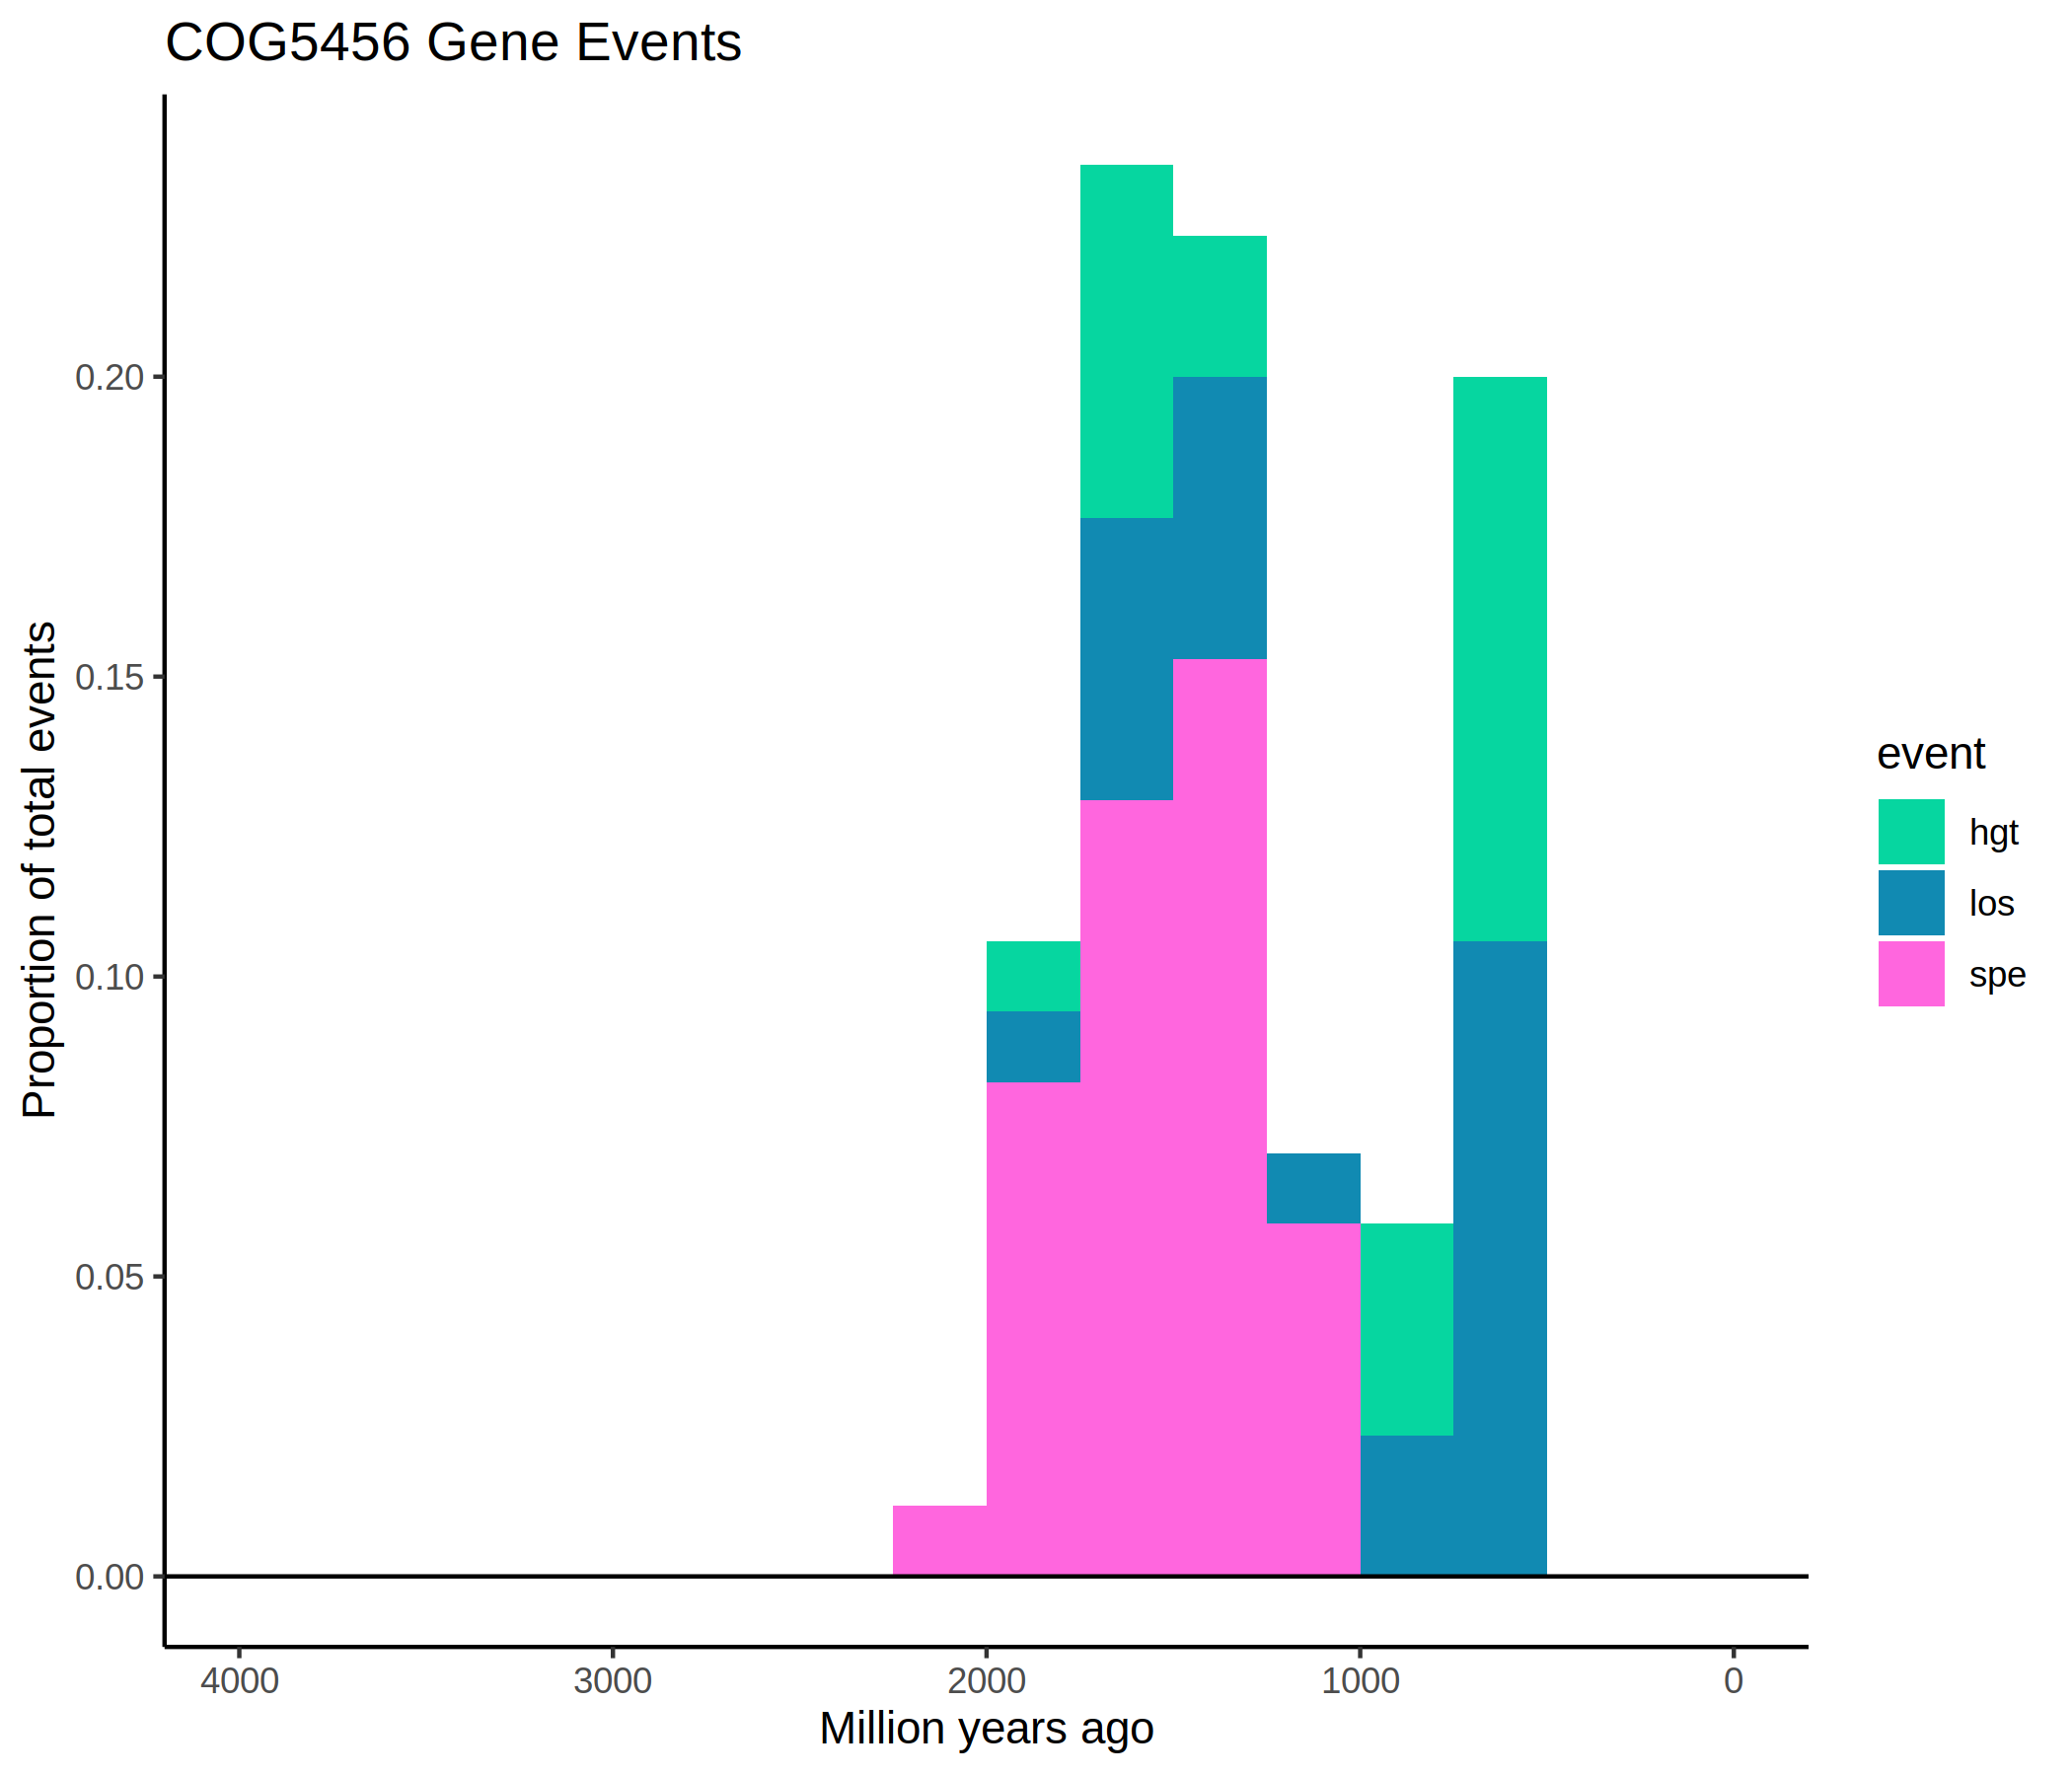 COG5456 Gene Events
Proportion of total events
0.20
0.15
0.10
0.05
0.00
4000 3000 2000 1000 0
Million years ago
event
hgt
los
spe